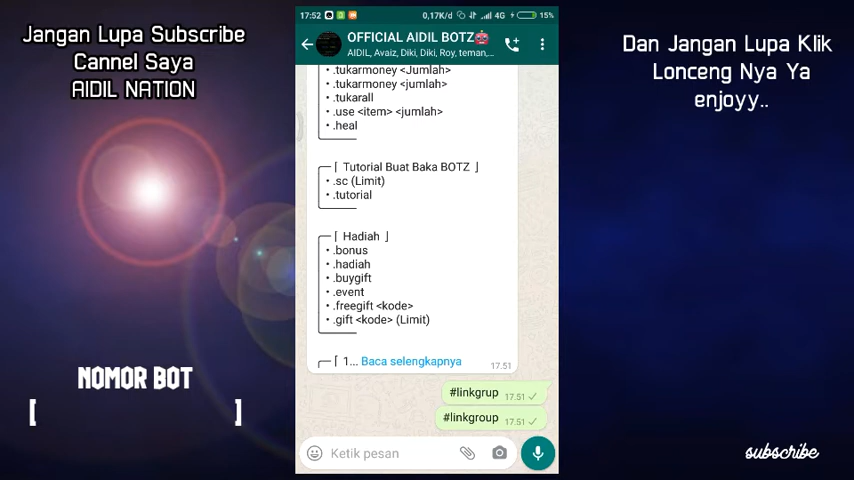 Jangan Lupa Subscribe
Cannel Saya
AIDIL NATION
Dan Jangan Lupa Klik
Lonceng Nya Ya
enjoyy..
17:52 0,17K/d 4G 15%
OFFICIAL AIDIL BOTZ🤖
AIDIL, Avaiz, Diki, Diki, Roy, teman,...
• .tukarmoney <Jumlah>
• .tukarmoney <jumlah>
• .tukarall
• .use <item> <jumlah>
• .heal
⌈ Tutorial Buat Baka BOTZ ⌋
• .sc (Limit)
• .tutorial
⌈ Hadiah ⌋
• .bonus
• .hadiah
• .buygift
• .event
• .freegift <kode>
• .gift <kode> (Limit)
⌈ 1... Baca selengkapnya 17.51
#linkgrup 17.51
#linkgroup 17.51
Ketik pesan
NOMOR BOT
[ ]
subscribe